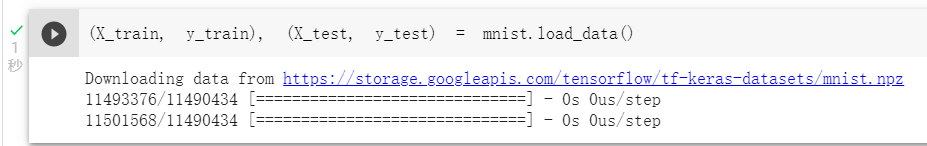 (X_train, y_train), (X_test, y_test) = mnist.load_data()
1
秒
Downloading data from https://storage.googleapis.com/tensorflow/tf-keras-datasets/mnist.npz
11493376/11490434 [==============================] - 0s 0us/step
11501568/11490434 [==============================] - 0s 0us/step